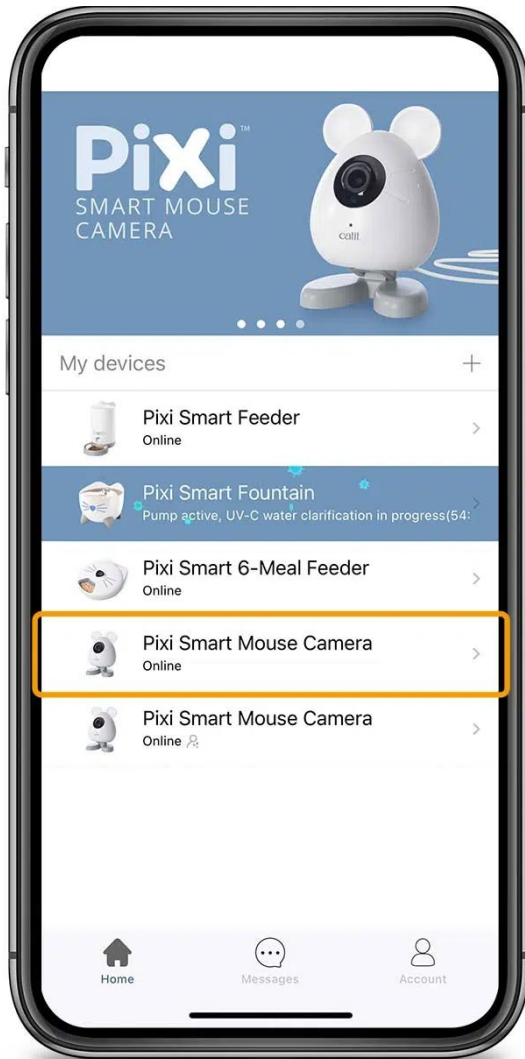 PiXi™
SMART MOUSE
CAMERA
catit
My devices
Pixi Smart Feeder
Online
Pixi Smart Fountain
Pump active, UV-C water clarification in progress(54:
Pixi Smart 6-Meal Feeder
Online
Pixi Smart Mouse Camera
Online
Pixi Smart Mouse Camera
Online
Home Messages Account